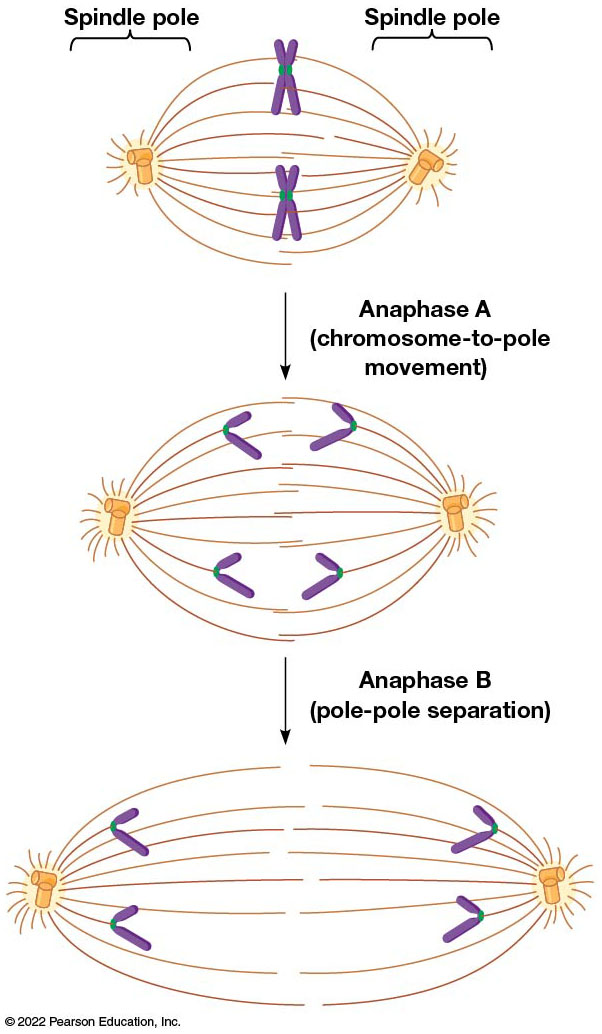 Spindle pole
Spindle pole
Anaphase A
(chromosome-to-pole
movement)
Anaphase B
(pole-pole separation)
© 2022 Pearson Education, Inc.